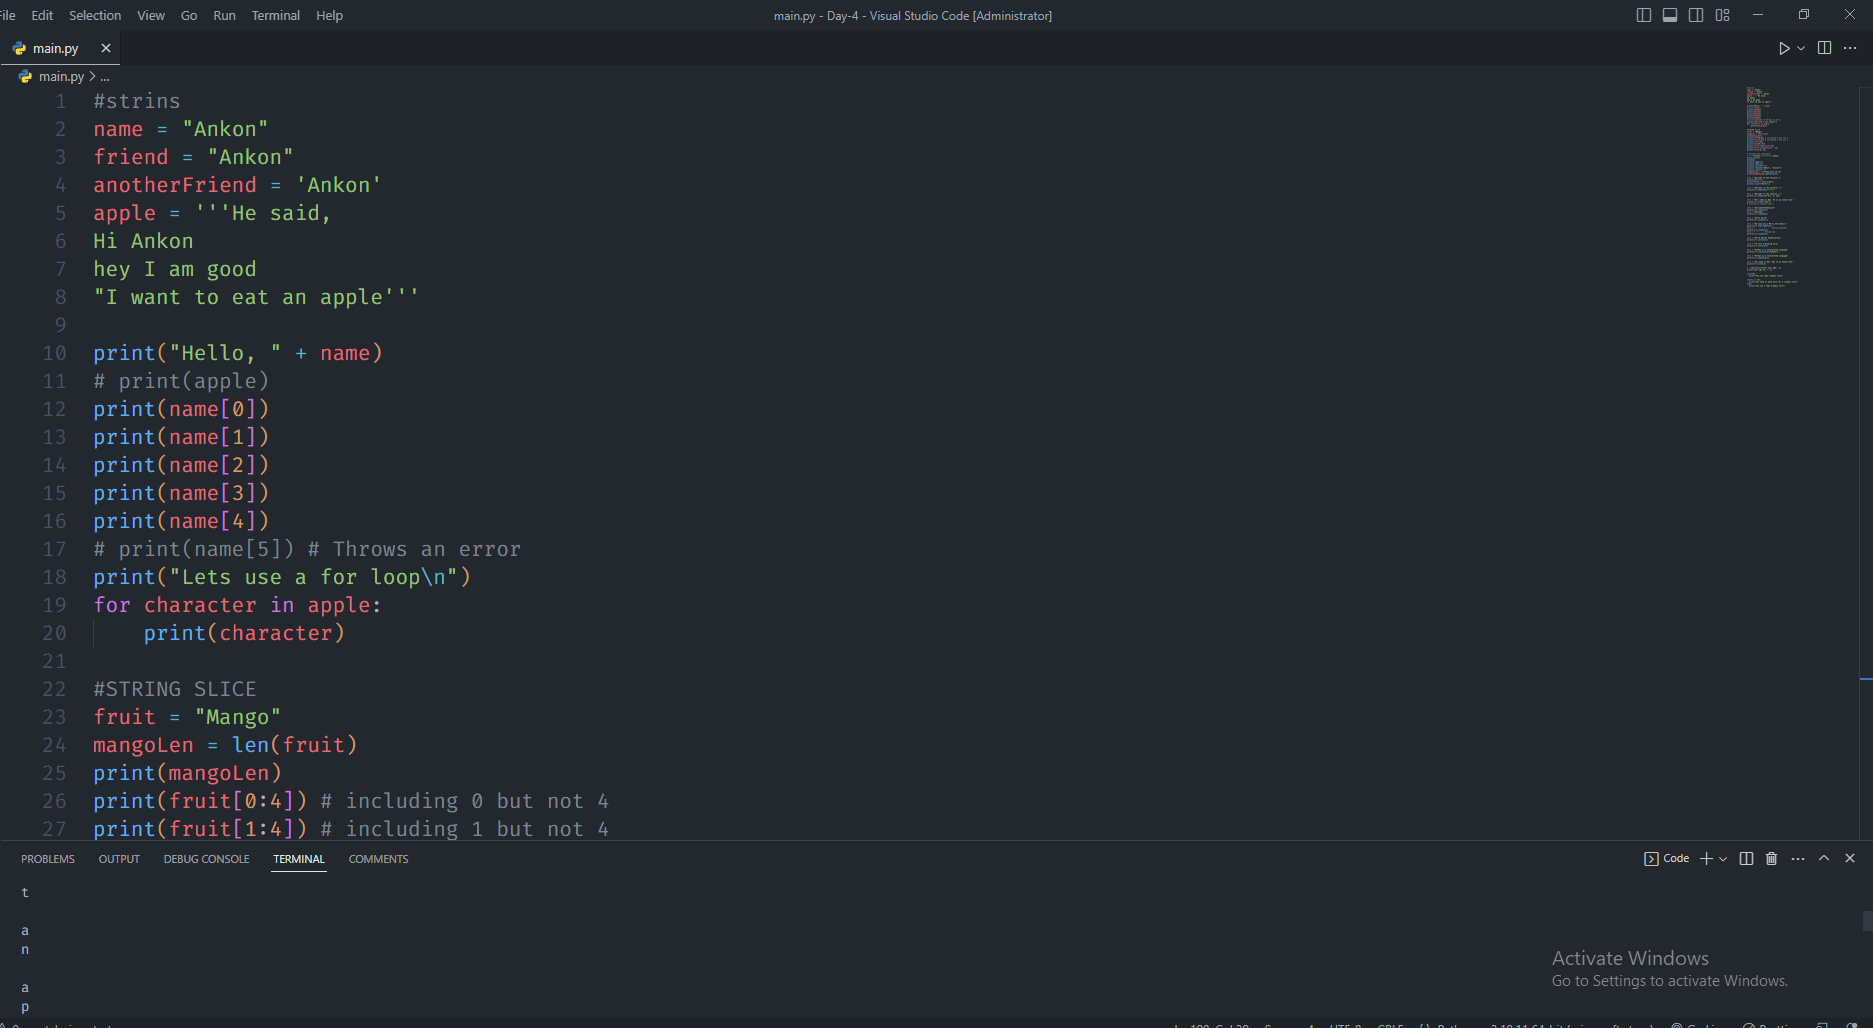 File Edit Selection View Go Run Terminal Help
main.py - Day-4 - Visual Studio Code [Administrator]
main.py
main.py > ...
1 #strins
2 name = "Ankon"
3 friend = "Ankon"
4 anotherFriend = 'Ankon'
5 apple = '''He said,
6 Hi Ankon
7 hey I am good
8 "I want to eat an apple'''
9
10 print("Hello, " + name)
11 # print(apple)
12 print(name[0])
13 print(name[1])
14 print(name[2])
15 print(name[3])
16 print(name[4])
17 # print(name[5]) # Throws an error
18 print("Lets use a for loop\n")
19 for character in apple:
20     print(character)
21
22 #STRING SLICE
23 fruit = "Mango"
24 mangoLen = len(fruit)
25 print(mangoLen)
26 print(fruit[0:4]) # including 0 but not 4
27 print(fruit[1:4]) # including 1 but not 4
PROBLEMS OUTPUT DEBUG CONSOLE TERMINAL COMMENTS
Code
t
a
n
a
p
Activate Windows
Go to Settings to activate Windows.